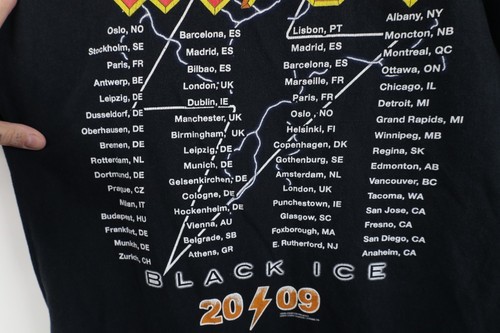 Oslo, NO
Stockholm, SE
Paris, FR
Antwerp, BE
Leipzig, DE
Dusseldorf, DE
Oberhausen, DE
Bremen, DE
Rotterdam, NL
Dortmund, DE
Prague, CZ
Milan, IT
Budapest, HU
Frankfurt, DE
Munich, DE
Zurich, CH
Barcelona, ES
Madrid, ES
Bilbao, ES
London, UK
Dublin, IE
Manchester, UK
Birmingham, UK
Leipzig, DE
Munich, DE
Gelsenkirchen, DE
Cologne, DE
Hockenheim, DE
Vienna, AU
Belgrade, SB
Athens, GR
Lisbon, PT
Madrid, ES
Barcelona, ES
Marseille, FR
Paris, FR
Oslo, NO
Helsinki, FI
Copenhagen, DK
Gothenburg, SE
Amsterdam, NL
London, UK
Punchestown, IE
Glasgow, SC
Foxborough, MA
E. Rutherford, NJ
Albany, NY
Moncton, NB
Montreal, QC
Ottawa, ON
Chicago, IL
Detroit, MI
Grand Rapids, MI
Winnipeg, MB
Regina, SK
Edmonton, AB
Vancouver, BC
Tacoma, WA
San Jose, CA
Fresno, CA
San Diego, CA
Anaheim, CA
BLACK ICE
20 09